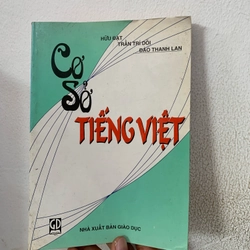 HỮU ĐẠT
TRẦN TRÍ DÕI
ĐÀO THANH LAN
CƠ
SỞ
TIẾNG VIỆT
NHÀ XUẤT BẢN GIÁO DỤC